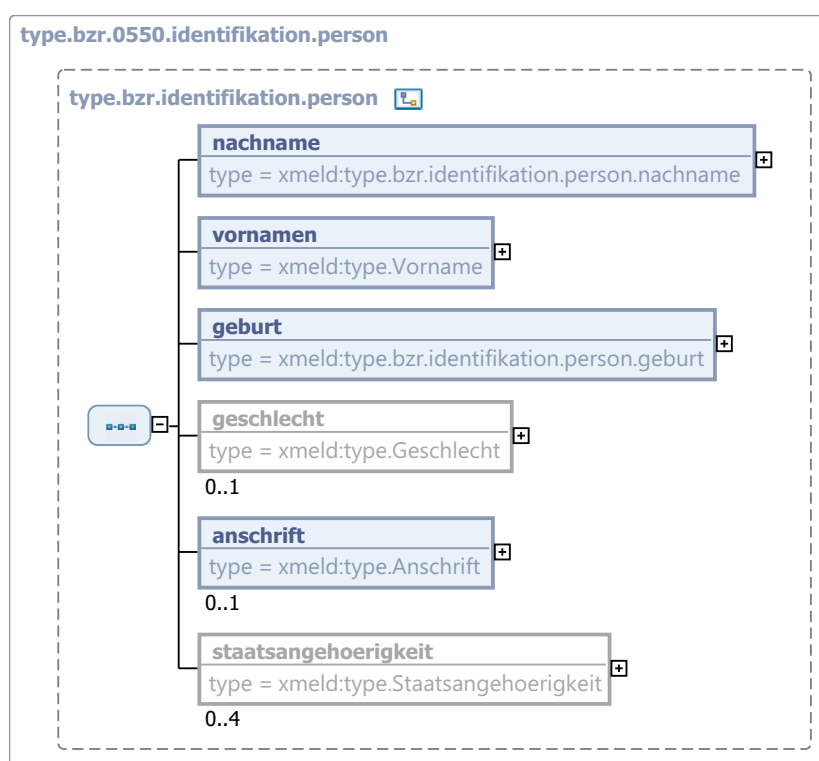 type.bzr.0550.identifikation.person
type.bzr.identifikation.person
nachname
type = xmeld:type.bzr.identifikation.person.nachname
vornamen
type = xmeld:type.Vorname
geburt
type = xmeld:type.bzr.identifikation.person.geburt
geschlecht
type = xmeld:type.Geschlecht
0..1
anschrift
type = xmeld:type.Anschrift
0..1
staatsangehoerigkeit
type = xmeld:type.Staatsangehoerigkeit
0..4